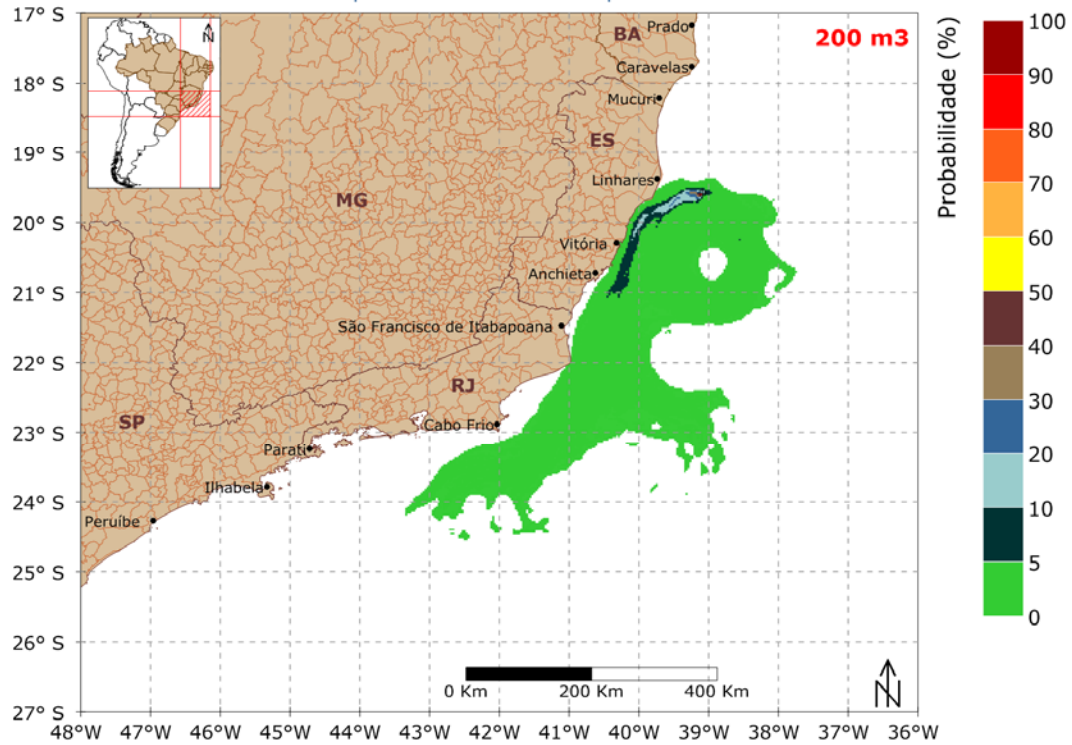 17° S
18° S
19° S
20° S
21° S
22° S
23° S
24° S
25° S
26° S
27° S
48°W
47°W
46°W
45°W
44°W
43°W
42°W
41°W
40°W
39°W
38°W
37°W
36°W
N
200 m3
BA
Prado
Caravelas
Mucuri
ES
Linhares
MG
Vitória
Anchieta
São Francisco de Itabapoana
RJ
SP
Cabo Frio
Parati
Ilhabela
Peruíbe
0 Km
200 Km
400 Km
N
Probabilidade (%)
100
90
80
70
60
50
40
30
20
10
5
0